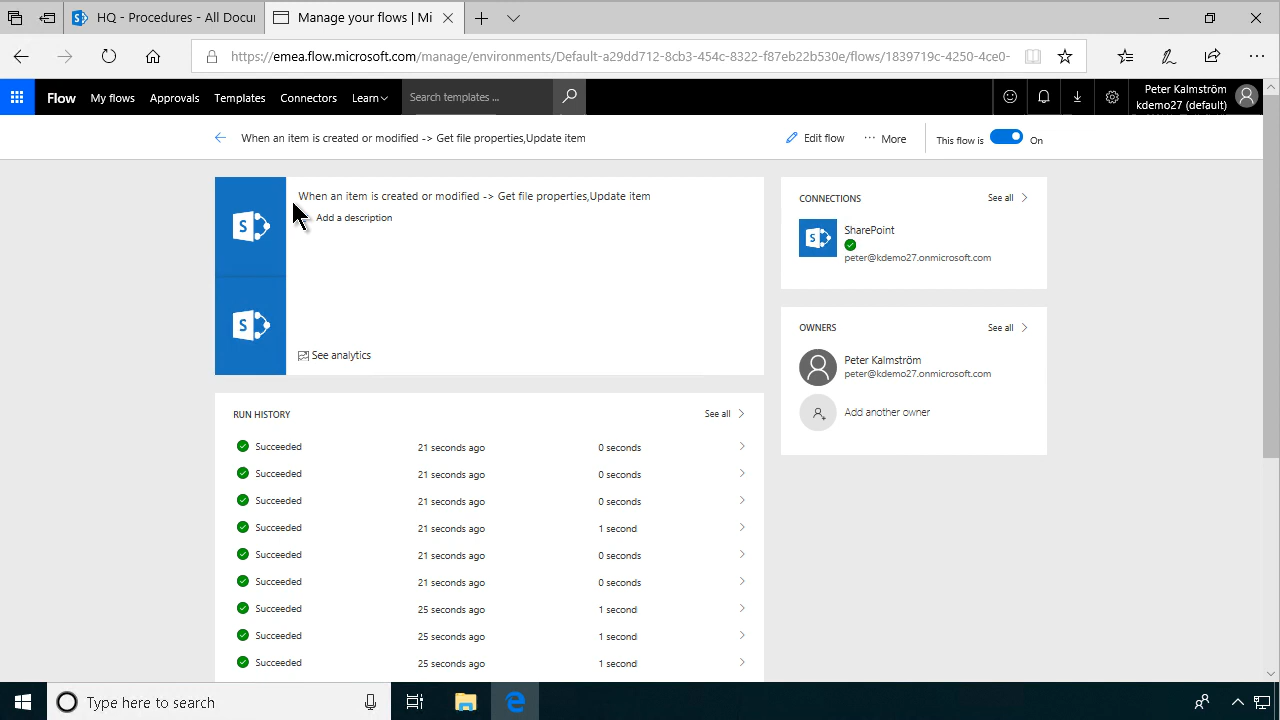 HQ - Procedures - All Docu
Manage your flows | Mi
https://emea.flow.microsoft.com/manage/environments/Default-a29dd712-8cb3-454c-8322-f87eb22b530e/flows/1839719c-4250-4ce0-
Flow My flows Approvals Templates Connectors Learn Search templates ... Peter Kalmström
kdemo27 (default)
When an item is created or modified -> Get file properties,Update item Edit flow ... More This flow is On
When an item is created or modified -> Get file properties,Update item
Add a description
See analytics
CONNECTIONS See all
SharePoint
peter@kdemo27.onmicrosoft.com
OWNERS See all
Peter Kalmström
peter@kdemo27.onmicrosoft.com
Add another owner
RUN HISTORY See all
Succeeded 21 seconds ago 0 seconds
Succeeded 21 seconds ago 0 seconds
Succeeded 21 seconds ago 0 seconds
Succeeded 21 seconds ago 1 second
Succeeded 21 seconds ago 0 seconds
Succeeded 21 seconds ago 0 seconds
Succeeded 25 seconds ago 1 second
Succeeded 25 seconds ago 1 second
Succeeded 25 seconds ago 1 second
Type here to search